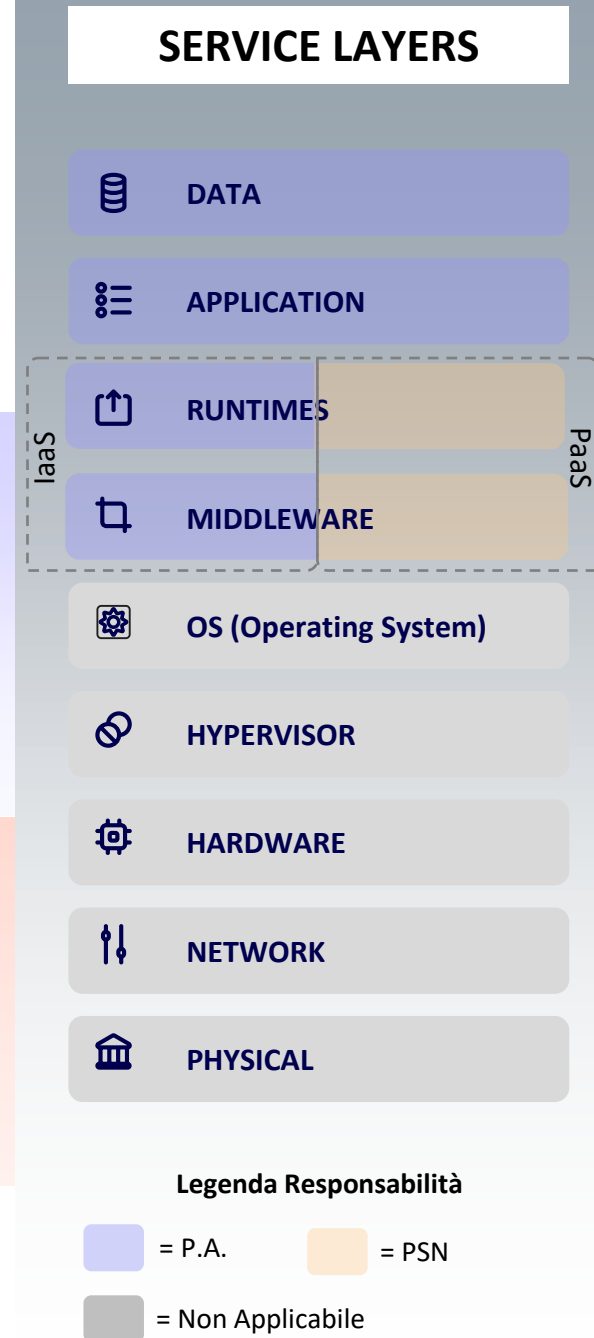 SERVICE LAYERS
DATA
APPLICATION
IaaS
RUNTIMES
PaaS
MIDDLEWARE
OS (Operating System)
HYPERVISOR
HARDWARE
NETWORK
PHYSICAL
Legenda Responsabilità
= P.A.
= PSN
= Non Applicabile